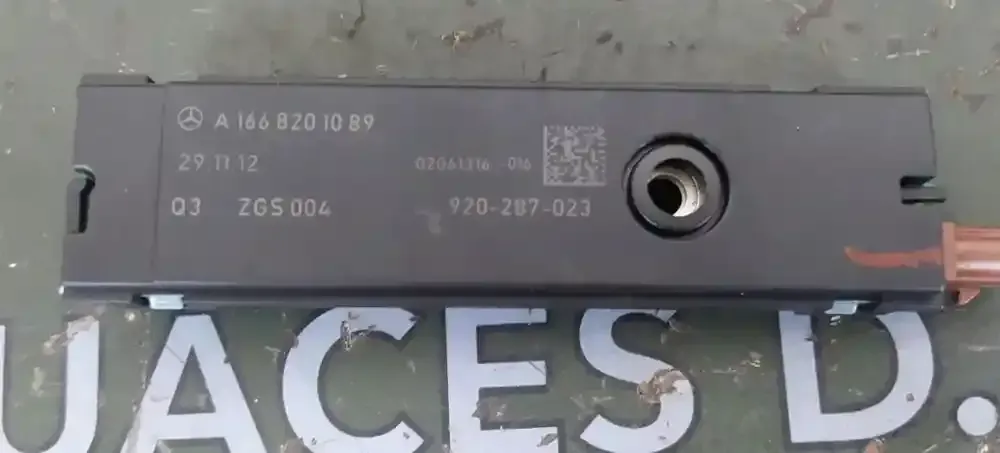 A 166 820 10 89
29 11 12
02061316 -016
Q3 ZGS 004
920-287-023
UACES D.